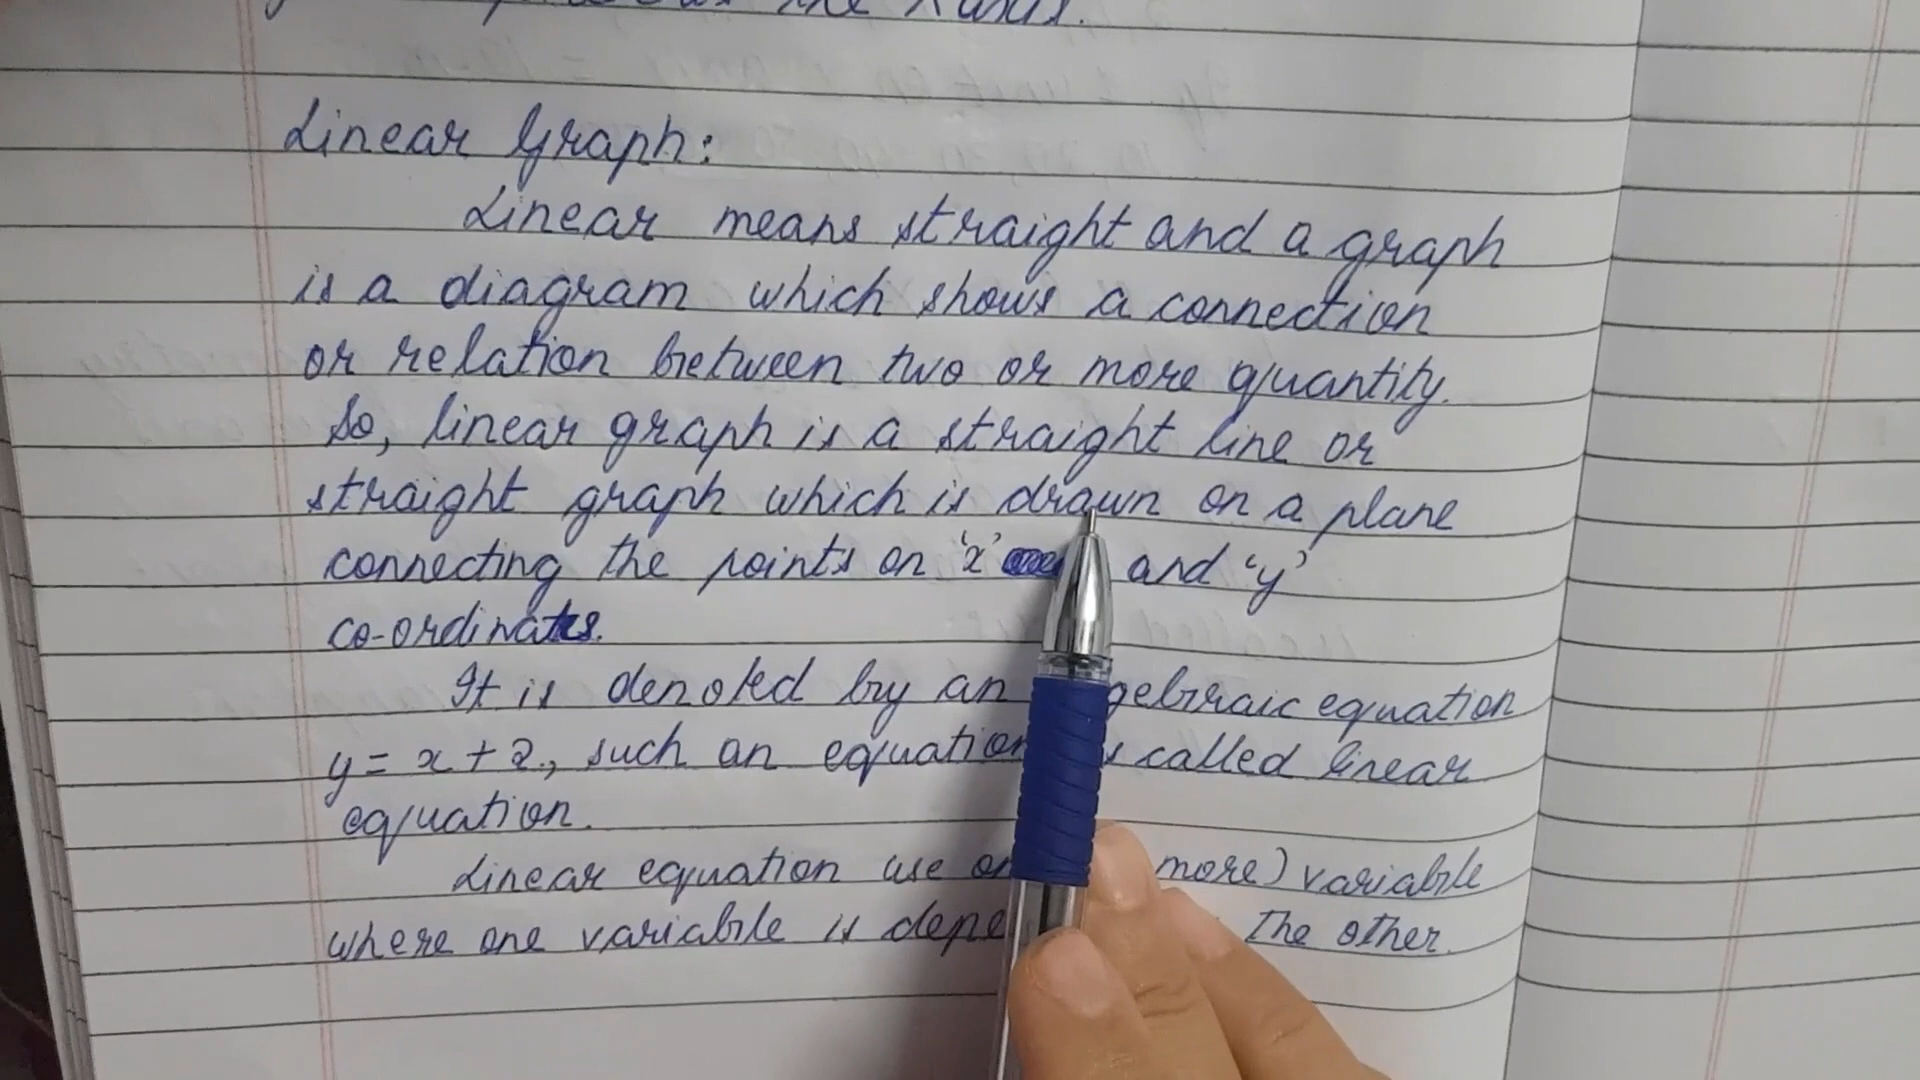 the X axis.
Linear Graph:
Linear means straight and a graph
is a diagram which shows a connection
or relation between two or more quantity.
So, linear graph is a straight line or
straight graph which is drawn on a plane
connecting the points on 'x' and 'y'
co-ordinates.
It is denoted by an gebraic equation
y = x + 2, such an equation called linear
equation.
Linear equation use more) variable
where one variable is depe the other.